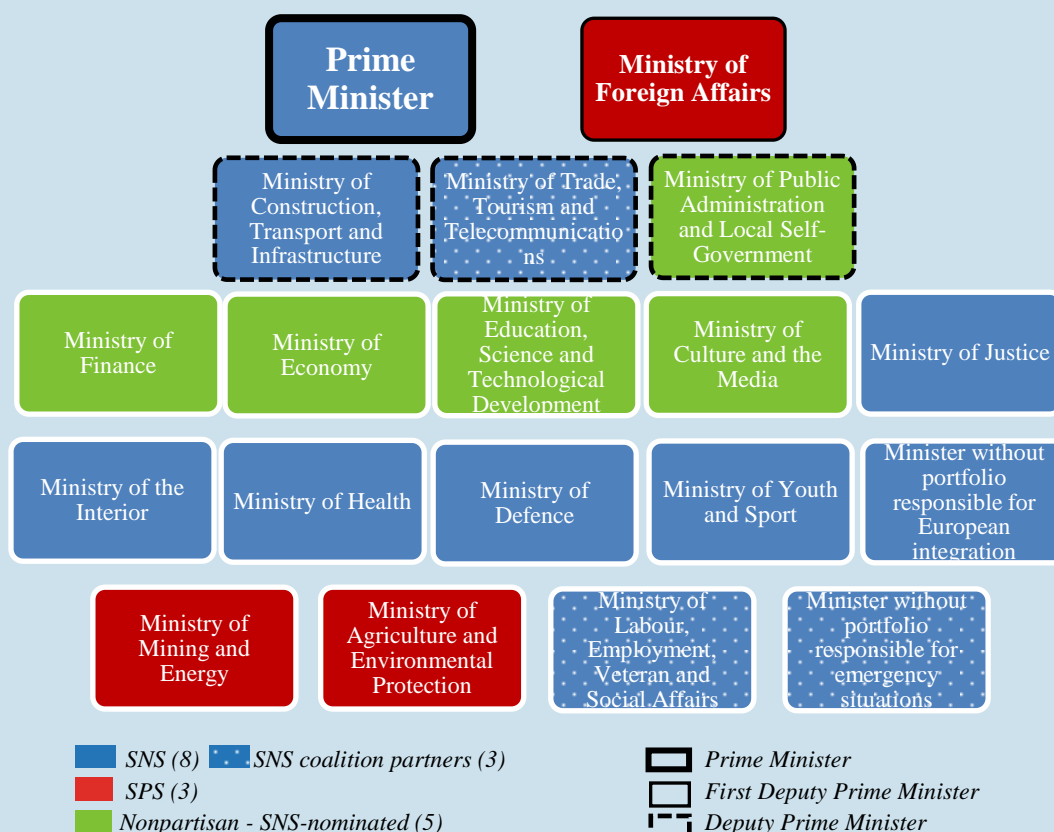 Prime
Minister
Ministry of
Foreign Affairs
Ministry of
Construction,
Transport and
Infrastructure
Ministry of Trade,
Tourism and
Telecommunicatio
ns
Ministry of Public
Administration
and Local Self-
Government
Ministry of
Finance
Ministry of
Economy
Ministry of
Education,
Science and
Technological
Development
Ministry of
Culture and the
Media
Ministry of Justice
Ministry of the
Interior
Ministry of Health
Ministry of
Defence
Ministry of Youth
and Sport
Minister without
portfolio
responsible for
European
integration
Ministry of
Mining and
Energy
Ministry of
Agriculture and
Environmental
Protection
Ministry of
Labour,
Employment,
Veteran and
Social Affairs
Minister without
portfolio
responsible for
emergency
situations
SNS (8)
SNS coalition partners (3)
SPS (3)
Nonpartisan - SNS-nominated (5)
Prime Minister
First Deputy Prime Minister
Deputy Prime Minister